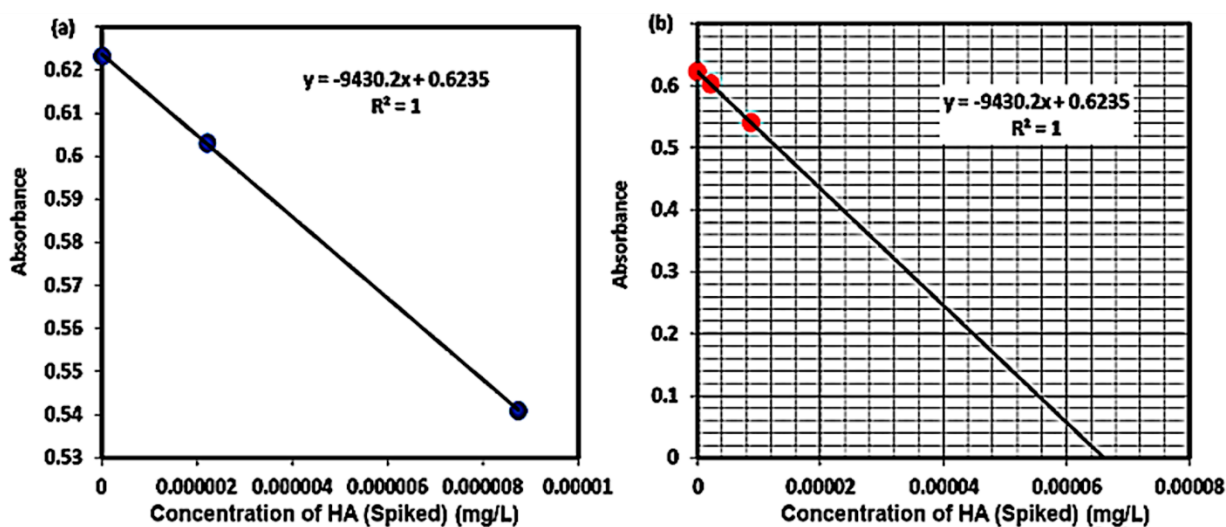 (a)
y = -9430.2x + 0.6235
R² = 1
0.62
0.61
0.6
0.59
0.58
0.57
0.56
0.55
0.54
0.53
Absorbance
0 0.000002 0.000004 0.000006 0.000008 0.00001
Concentration of HA (Spiked) (mg/L)
(b)
y = -9430.2x + 0.6235
R² = 1
0.6
0.5
0.4
0.3
0.2
0.1
0
Absorbance
0 0.00002 0.00004 0.00006 0.00008
Concentration of HA (Spiked) (mg/L)